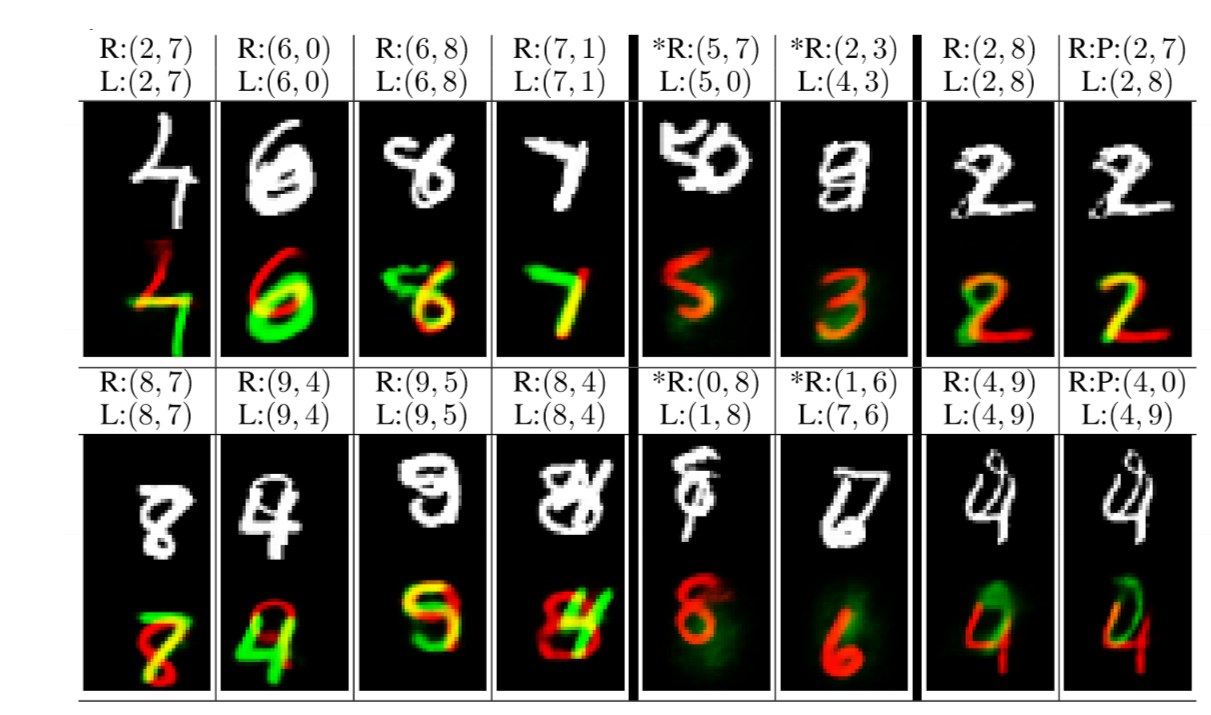 R:(2, 7) R:(6, 0) R:(6, 8) R:(7, 1) *R:(5, 7) *R:(2, 3) R:(2, 8) R:P:(2, 7)
L:(2, 7) L:(6, 0) L:(6, 8) L:(7, 1) L:(5, 0) L:(4, 3) L:(2, 8) L:(2, 8)
R:(8, 7) R:(9, 4) R:(9, 5) R:(8, 4) *R:(0, 8) *R:(1, 6) R:(4, 9) R:P:(4, 0)
L:(8, 7) L:(9, 4) L:(9, 5) L:(8, 4) L:(1, 8) L:(7, 6) L:(4, 9) L:(4, 9)